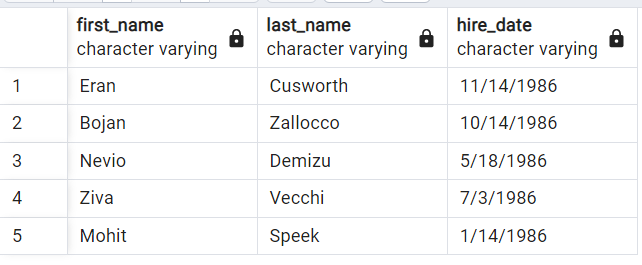 first_name last_name hire_date
character varying character varying character varying
1 Eran Cusworth 11/14/1986
2 Bojan Zallocco 10/14/1986
3 Nevio Demizu 5/18/1986
4 Ziva Vecchi 7/3/1986
5 Mohit Speek 1/14/1986